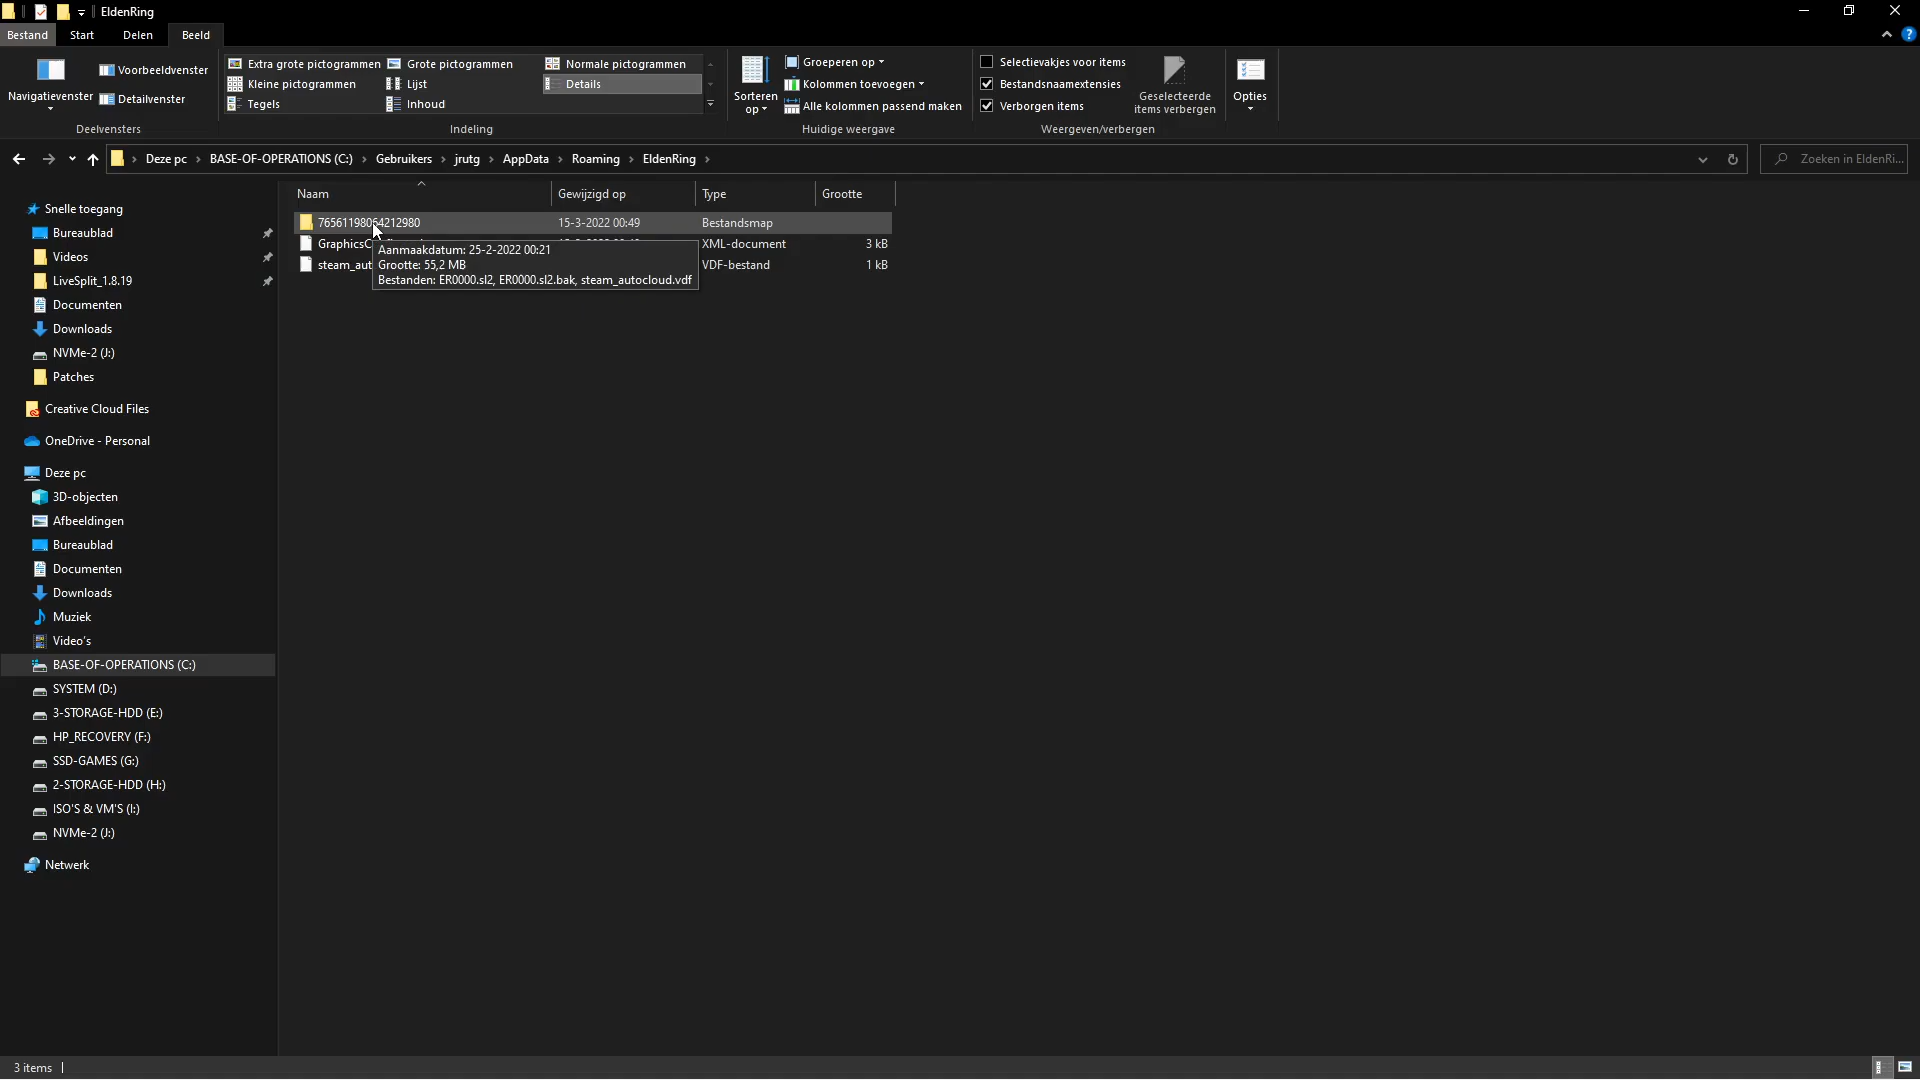 EldenRing
Bestand Start Delen Beeld
Navigatievenster
Voorbeeldvenster
Detailvenster
Deelvensters
Extra grote pictogrammen Grote pictogrammen Normale pictogrammen
Kleine pictogrammen Lijst Details
Tegels Inhoud
Indeling
Sorteren op
Groeperen op
Kolommen toevoegen
Alle kolommen passend maken
Huidige weergave
Selectievakjes voor items
Bestandsnaamextensies
Verborgen items
Geselecteerde items verbergen
Weergeven/verbergen
Opties
Deze pc › BASE-OF-OPERATIONS (C:) › Gebruikers › jrutg › AppData › Roaming › EldenRing ›
Zoeken in EldenRi...
Naam Gewijzigd op Type Grootte
76561198064212980 15-3-2022 00:49 Bestandsmap
XML-document 3 kB
VDF-bestand 1 kB
Aanmaakdatum: 25-2-2022 00:21
Grootte: 55,2 MB
Bestanden: ER0000.sl2, ER0000.sl2.bak, steam_autocloud.vdf
Snelle toegang
Bureaublad
Videos
LiveSplit_1.8.19
Documenten
Downloads
NVMe-2 (J:)
Patches
Creative Cloud Files
OneDrive - Personal
Deze pc
3D-objecten
Afbeeldingen
Bureaublad
Documenten
Downloads
Muziek
Video's
BASE-OF-OPERATIONS (C:)
SYSTEM (D:)
3-STORAGE-HDD (E:)
HP_RECOVERY (F:)
SSD-GAMES (G:)
2-STORAGE-HDD (H:)
ISO'S & VM'S (I:)
NVMe-2 (J:)
Netwerk
3 items